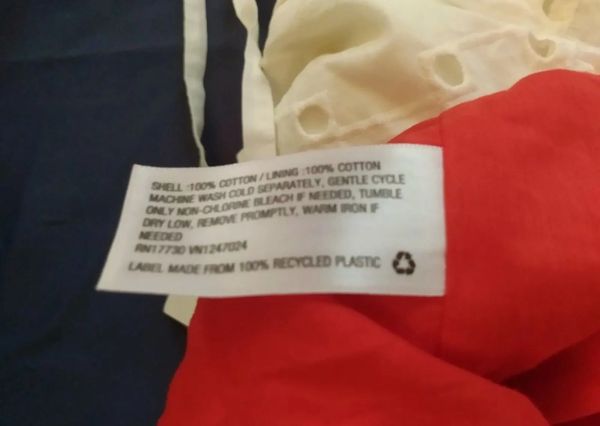 SHELL :100% COTTON / LINING :100% COTTON
MACHINE WASH COLD SEPARATELY, GENTLE CYCLE
ONLY NON-CHLORINE BLEACH IF NEEDED, TUMBLE
DRY LOW, REMOVE PROMPTLY, WARM IRON IF
NEEDED
RN17730 VN1247024
LABEL MADE FROM 100% RECYCLED PLASTIC